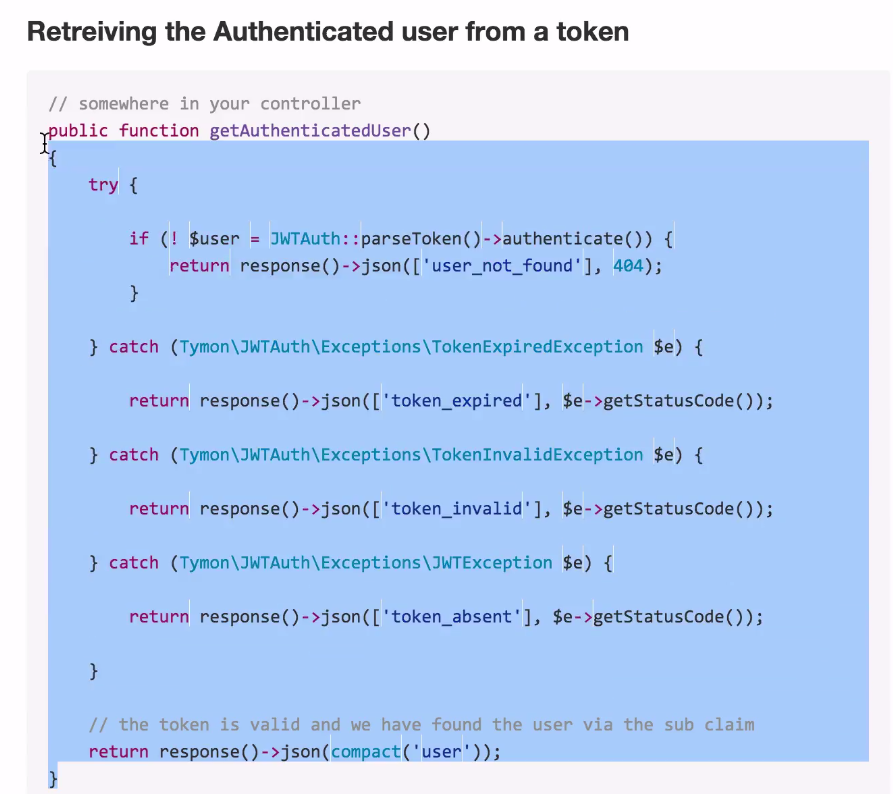 Retreiving the Authenticated user from a token
// somewhere in your controller
public function getAuthenticatedUser()
{
    try {

        if (! $user = JWTAuth::parseToken()->authenticate()) {
            return response()->json(['user_not_found'], 404);
        }

    } catch (Tymon\JWTAuth\Exceptions\TokenExpiredException $e) {

        return response()->json(['token_expired'], $e->getStatusCode());

    } catch (Tymon\JWTAuth\Exceptions\TokenInvalidException $e) {

        return response()->json(['token_invalid'], $e->getStatusCode());

    } catch (Tymon\JWTAuth\Exceptions\JWTException $e) {

        return response()->json(['token_absent'], $e->getStatusCode());

    }

    // the token is valid and we have found the user via the sub claim
    return response()->json(compact('user'));
}